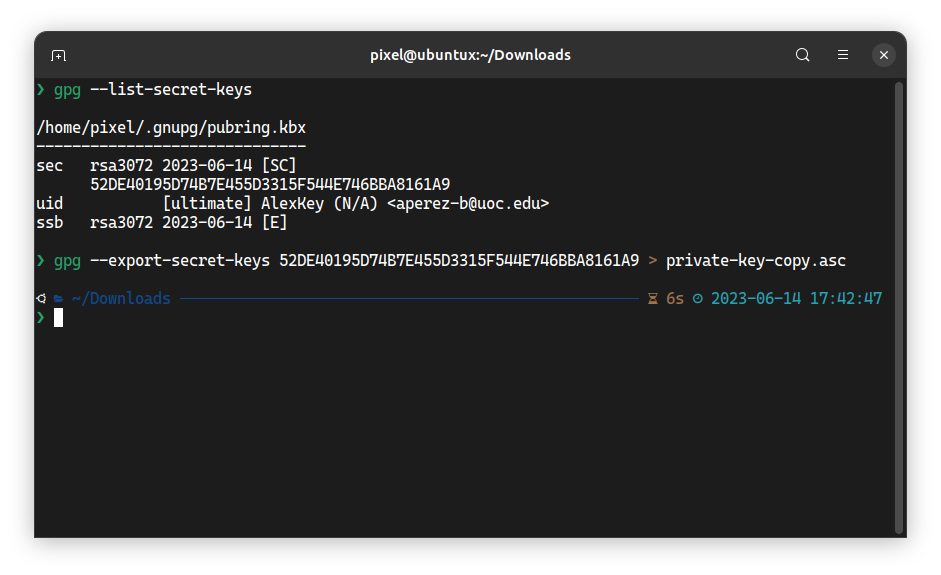 pixel@ubuntux:~/Downloads
❯ gpg --list-secret-keys
/home/pixel/.gnupg/pubring.kbx
------------------------------
sec   rsa3072 2023-06-14 [SC]
      52DE40195D74B7E455D3315F544E746BBA8161A9
uid           [ultimate] AlexKey (N/A) <aperez-b@uoc.edu>
ssb   rsa3072 2023-06-14 [E]
❯ gpg --export-secret-keys 52DE40195D74B7E455D3315F544E746BBA8161A9 > private-key-copy.asc
~/Downloads 6s 2023-06-14 17:42:47
❯